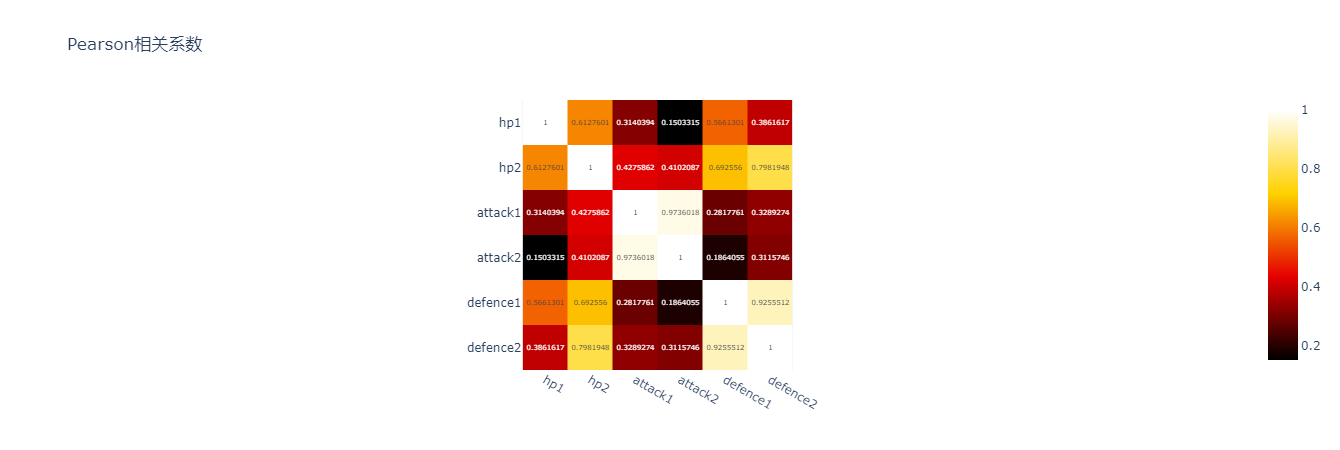 Pearson相关系数
hp1 1 0.6127601 0.3140394 0.1503315 0.5661301 0.3861617
hp2 0.6127601 1 0.4275862 0.4102087 0.692556 0.7981948
attack1 0.3140394 0.4275862 1 0.9736018 0.2817761 0.3289274
attack2 0.1503315 0.4102087 0.9736018 1 0.1864055 0.3115746
defence1 0.5661301 0.692556 0.2817761 0.1864055 1 0.9255512
defence2 0.3861617 0.7981948 0.3289274 0.3115746 0.9255512 1
hp1 hp2 attack1 attack2 defence1 defence2
1
0.8
0.6
0.4
0.2